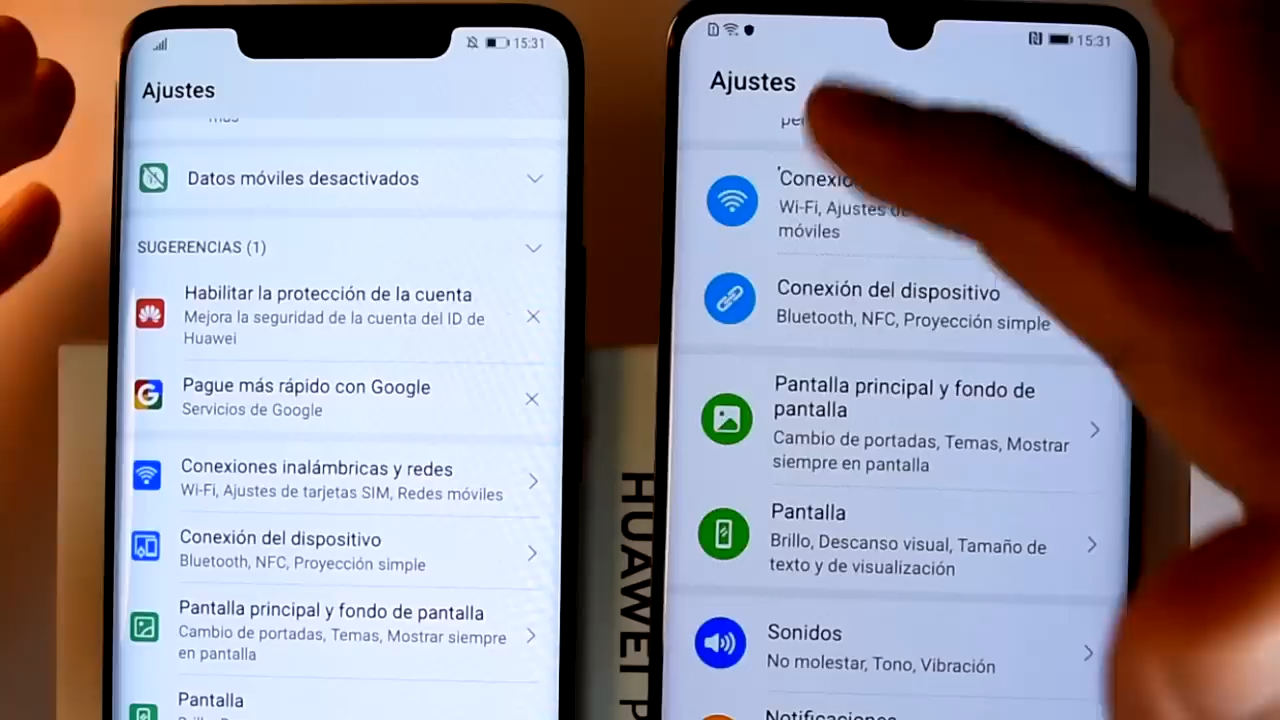 15:31
Ajustes
Datos móviles desactivados
SUGERENCIAS (1)
Habilitar la protección de la cuenta
Mejora la seguridad de la cuenta del ID de
Huawei
Pague más rápido con Google
Servicios de Google
Conexiones inalámbricas y redes
Wi-Fi, Ajustes de tarjetas SIM, Redes móviles
Conexión del dispositivo
Bluetooth, NFC, Proyección simple
Pantalla principal y fondo de pantalla
Cambio de portadas, Temas, Mostrar siempre
en pantalla
Pantalla
HUAWEI P
15:31
Ajustes
Wi-Fi, Ajustes
móviles
Conexión del dispositivo
Bluetooth, NFC, Proyección simple
Pantalla principal y fondo de
pantalla
Cambio de portadas, Temas, Mostrar
siempre en pantalla
Pantalla
Brillo, Descanso visual, Tamaño de
texto y de visualización
Sonidos
No molestar, Tono, Vibración
Notificaciones